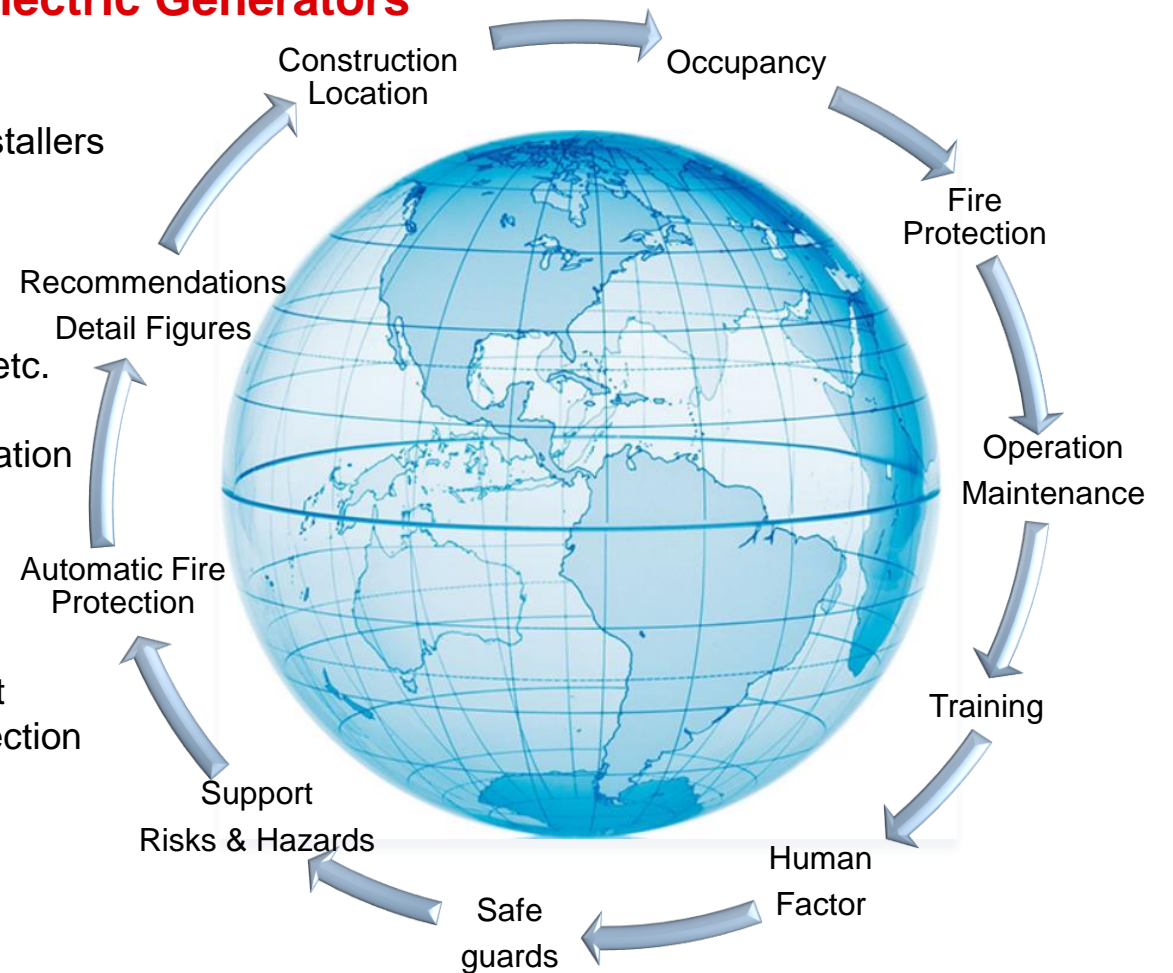 lectric Generators
Construction
Location
Occupancy
stallers
Fire
Protection
Recommendations
Detail Figures
etc.
ation
Operation
Maintenance
Automatic Fire
Protection
t
ection
Training
Support
Risks & Hazards
Human
Factor
Safe
guards